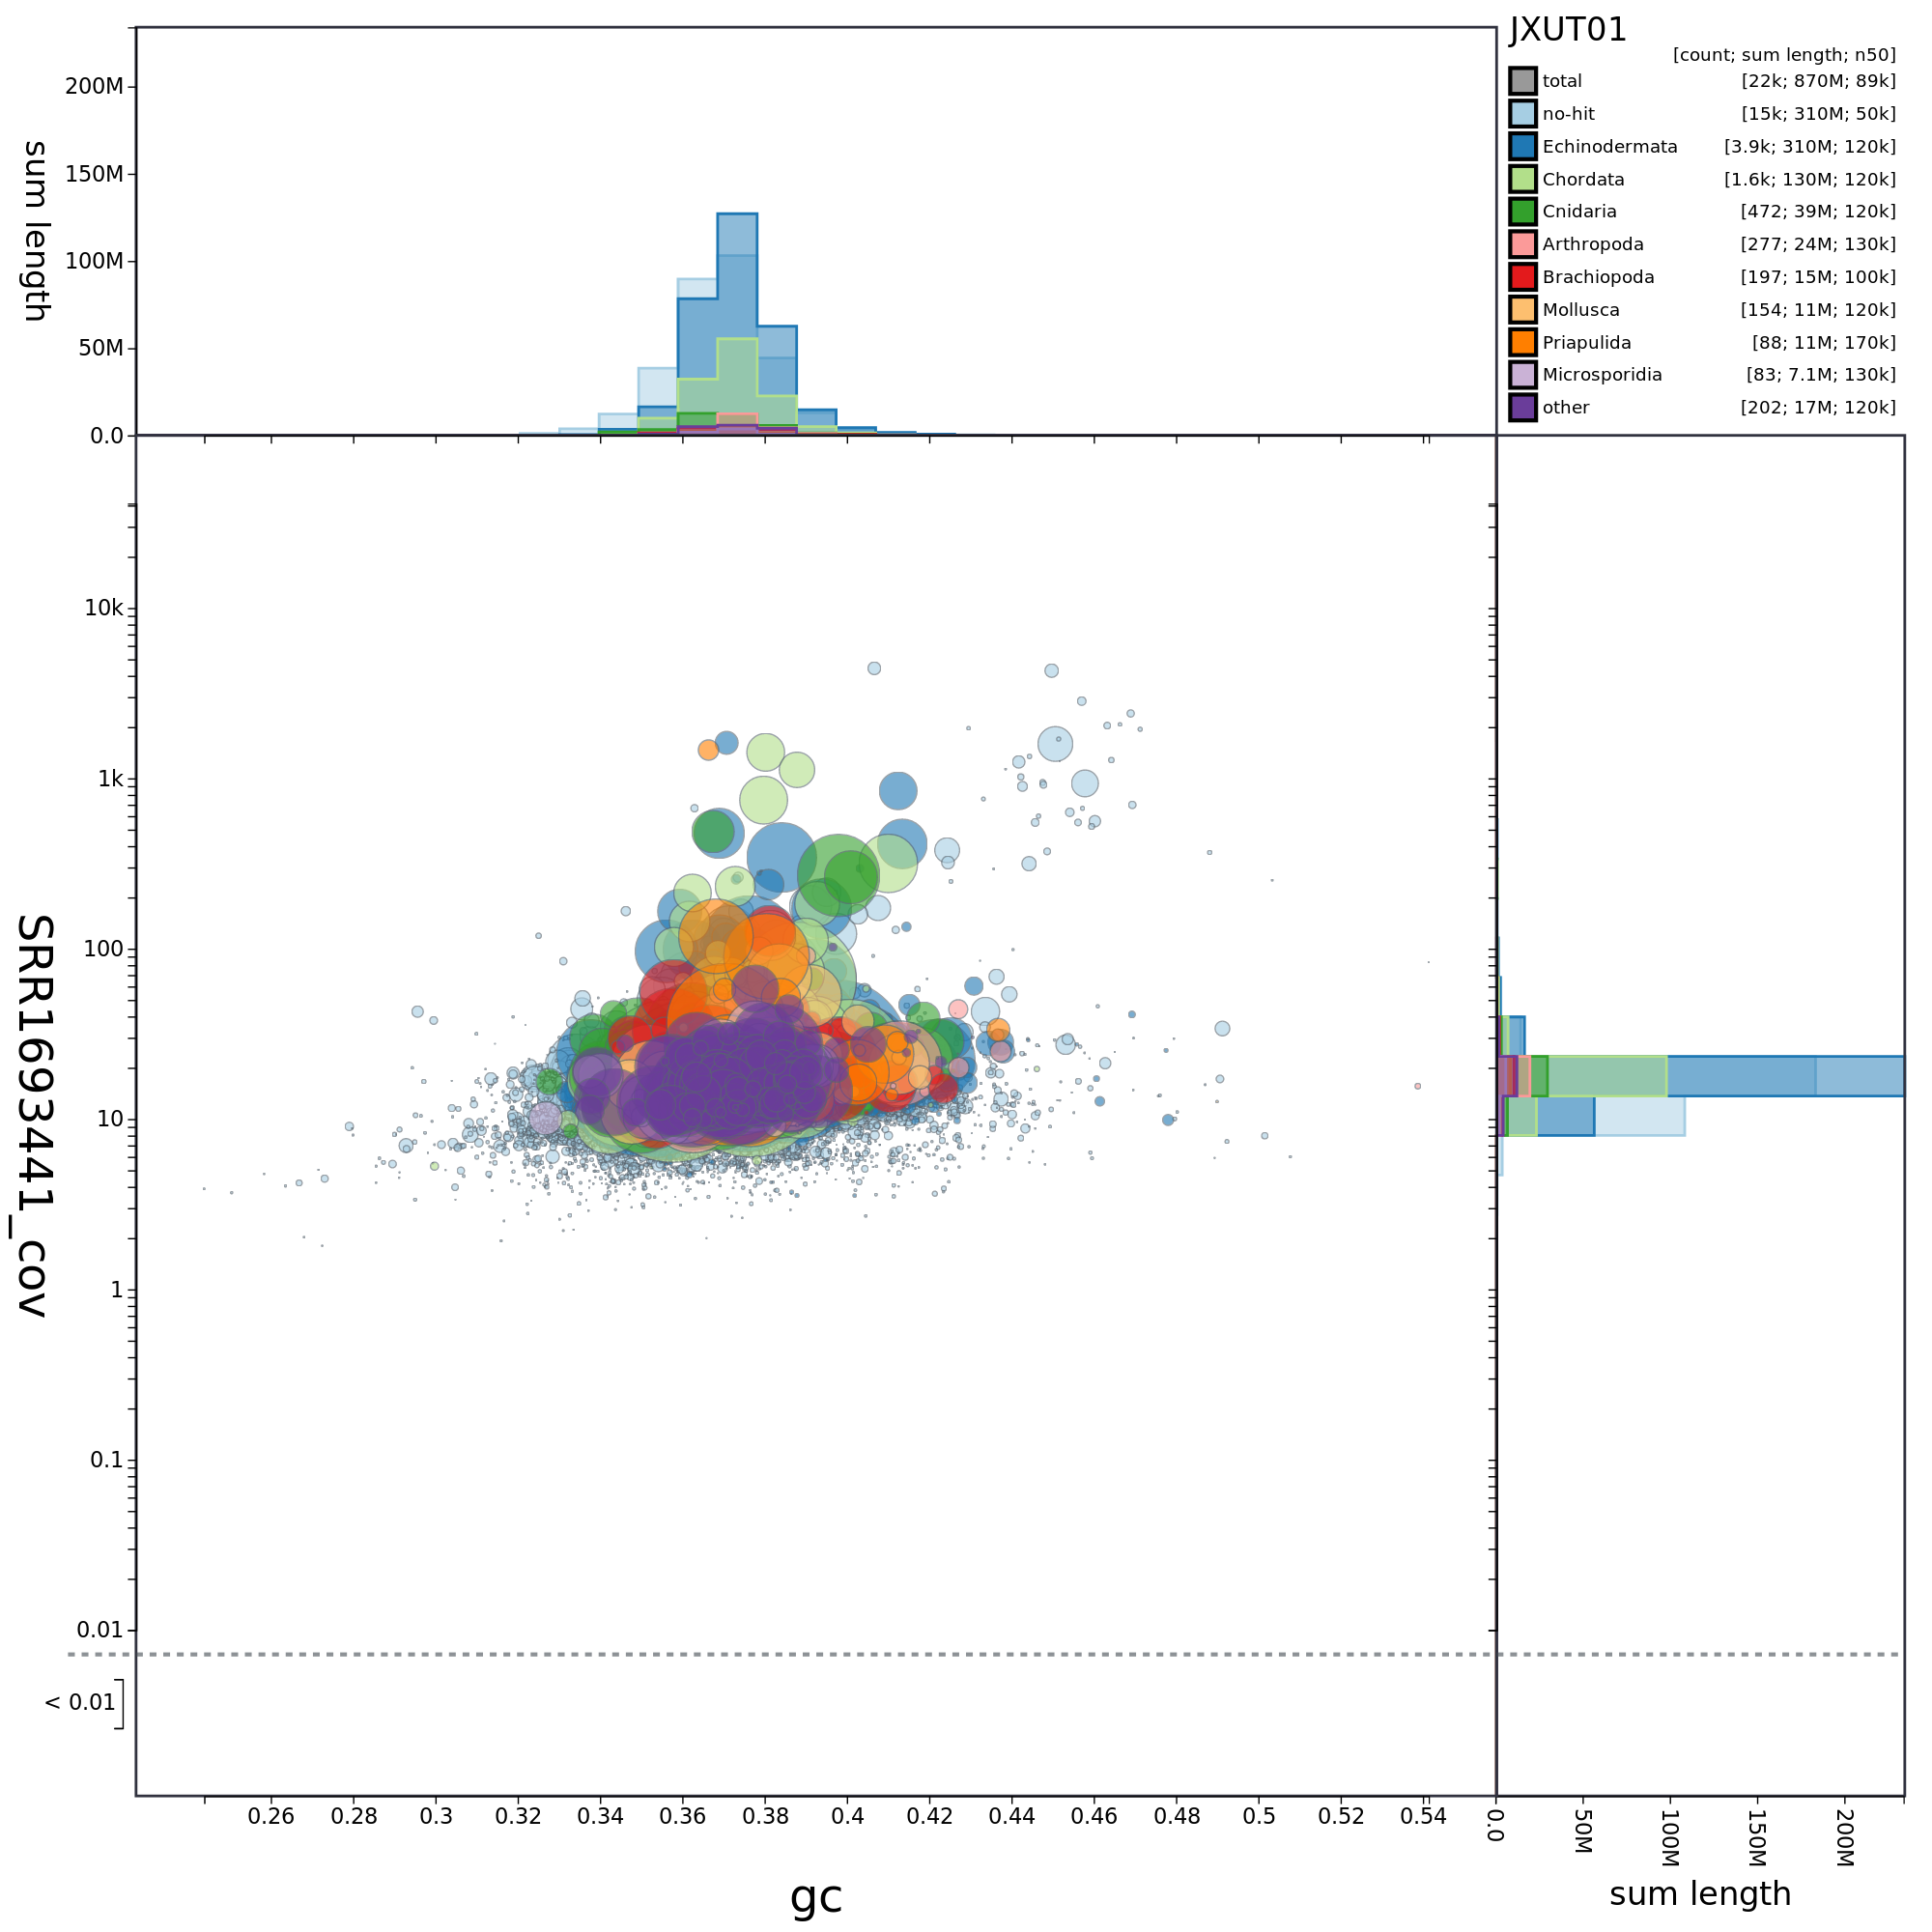 JXUT01
[count; sum length; n50]
total [22k; 870M; 89k]
no-hit [15k; 310M; 50k]
Echinodermata [3.9k; 310M; 120k]
Chordata [1.6k; 130M; 120k]
Cnidaria [472; 39M; 120k]
Arthropoda [277; 24M; 130k]
Brachiopoda [197; 15M; 100k]
Mollusca [154; 11M; 120k]
Priapulida [88; 11M; 170k]
Microsporidia [83; 7.1M; 130k]
other [202; 17M; 120k]
sum length
200M
150M
100M
50M
0.0
SRR1693441_cov
10k
1k
100
10
1
0.1
0.01
< 0.01
0.26 0.28 0.3 0.32 0.34 0.36 0.38 0.4 0.42 0.44 0.46 0.48 0.5 0.52 0.54
gc
0.0 50M 100M 150M 200M
sum length